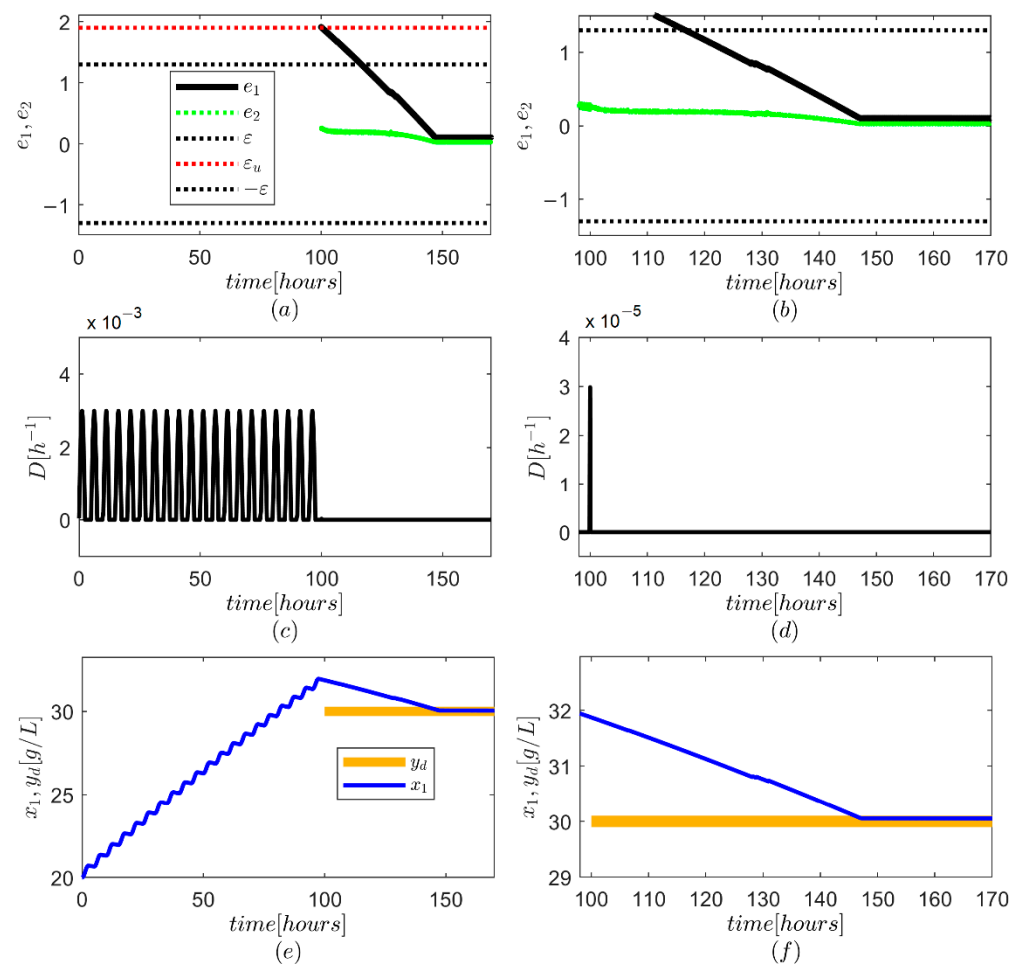 2
1
0
−1
e₁, e₂
e₁
e₂
ε
εᵤ
−ε
0 50 100 150
time[hours]
(a)
1
0
−1
e₁, e₂
100 110 120 130 140 150 160 170
time[hours]
(b)
x 10⁻³
4
2
0
D[h⁻¹]
0 50 100 150
time[hours]
(c)
x 10⁻⁵
4
3
2
1
0
D[h⁻¹]
100 110 120 130 140 150 160 170
time[hours]
(d)
30
25
20
x₁, y_d[g/L]
y_d
x₁
0 50 100 150
time[hours]
(e)
32
31
30
29
x₁, y_d[g/L]
100 110 120 130 140 150 160 170
time[hours]
(f)